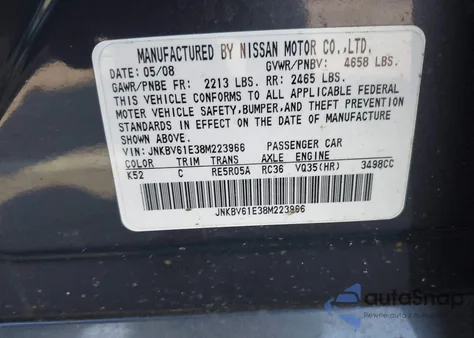 MANUFACTURED BY NISSAN MOTOR CO.,LTD.
DATE: 05/08 GVWR/PNBV: 4658 LBS.
GAWR/PNBE FR: 2213 LBS. RR: 2465 LBS.
THIS VEHICLE CONFORMS TO ALL APPLICABLE FEDERAL
MOTOR VEHICLE SAFETY, BUMPER, AND THEFT PREVENTION
STANDARDS IN EFFECT ON THE DATE OF MANUFACTURE
SHOWN ABOVE.
VIN: JNKBV61E38M223966 PASSENGER CAR
COLOR TRIM TRANS AXLE ENGINE
K52 C RE5R05A RC36 VQ35(HR) 3498CC
JNKBV61E38M223966
autoSnap